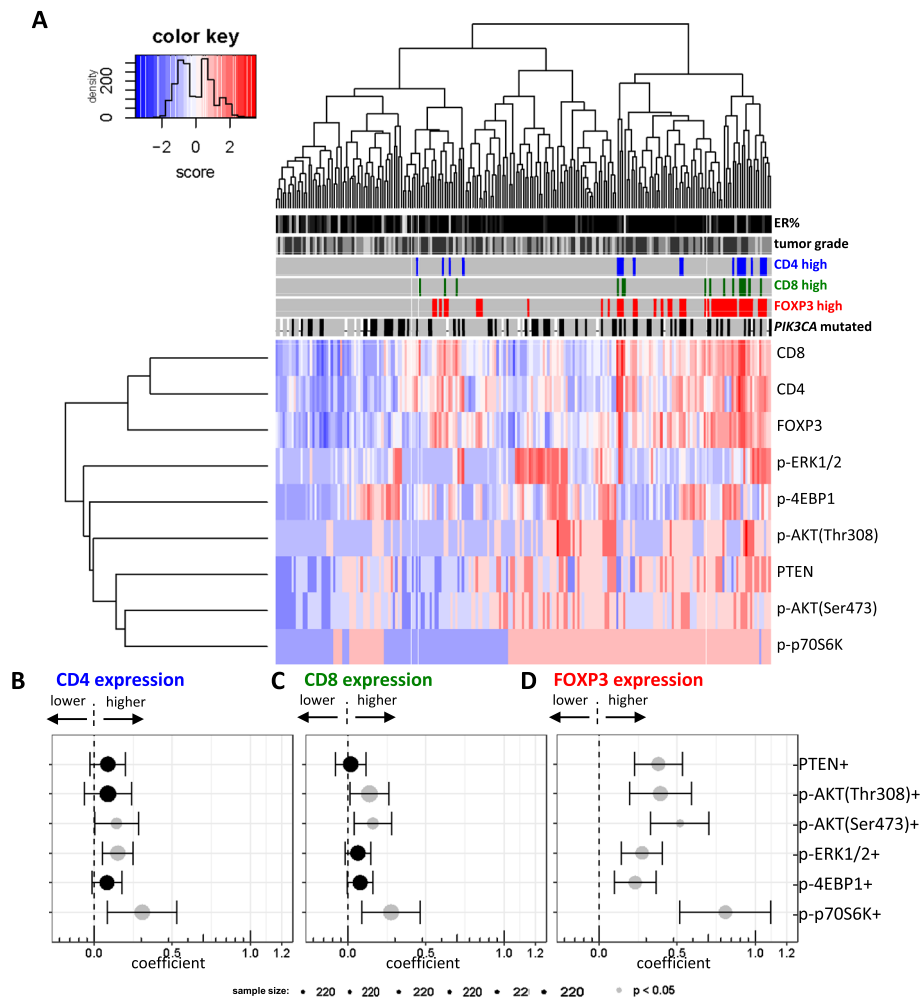 A
color key
density
0 200
−2 0 2
score
ER%
tumor grade
CD4 high
CD8 high
FOXP3 high
PIK3CA mutated
CD8
CD4
FOXP3
p-ERK1/2
p-4EBP1
p-AKT(Thr308)
PTEN
p-AKT(Ser473)
p-p70S6K
B CD4 expression
lower higher
0.0 0.5 1.0 1.2
coefficient
C CD8 expression
lower higher
0.0 0.5 1.0 1.2
coefficient
D FOXP3 expression
lower higher
PTEN+
p-AKT(Thr308)+
p-AKT(Ser473)+
p-ERK1/2+
p-4EBP1+
p-p70S6K+
0.0 0.5 1.0 1.2
coefficient
sample size: 220 220 220 220 22 220 p < 0.05